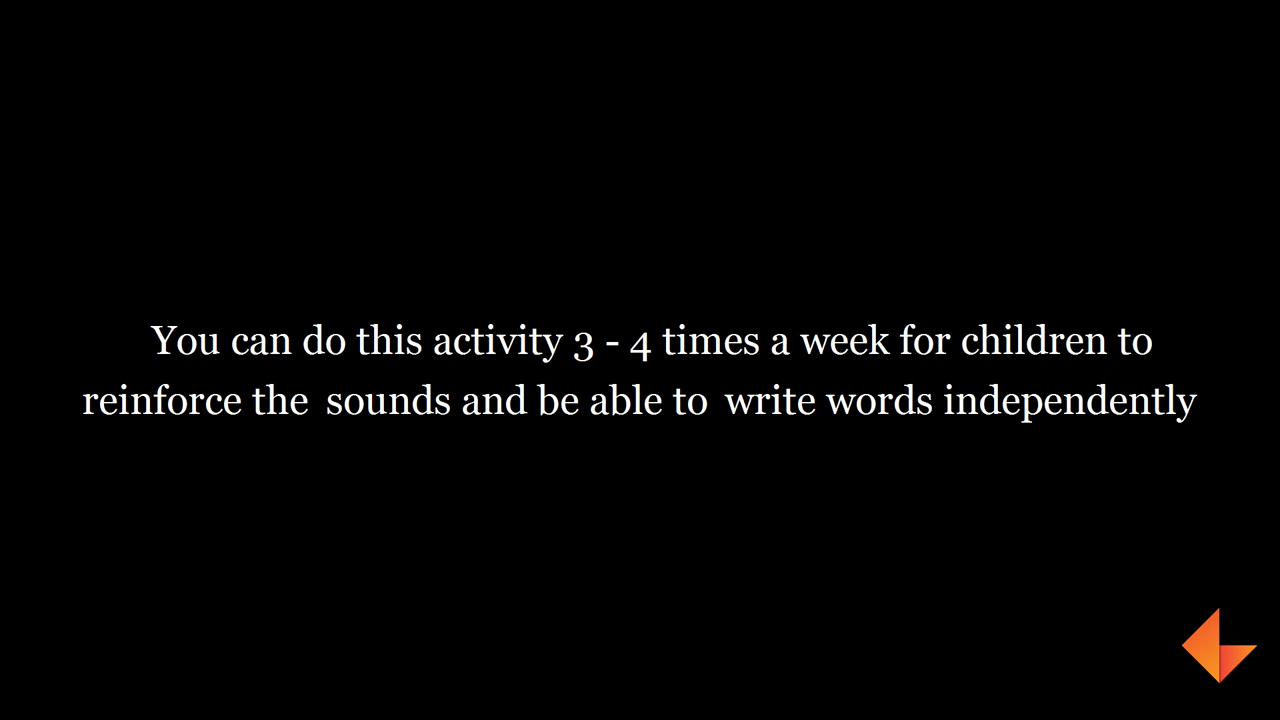 You can do this activity 3 - 4 times a week for children to
reinforce the sounds and be able to write words independently